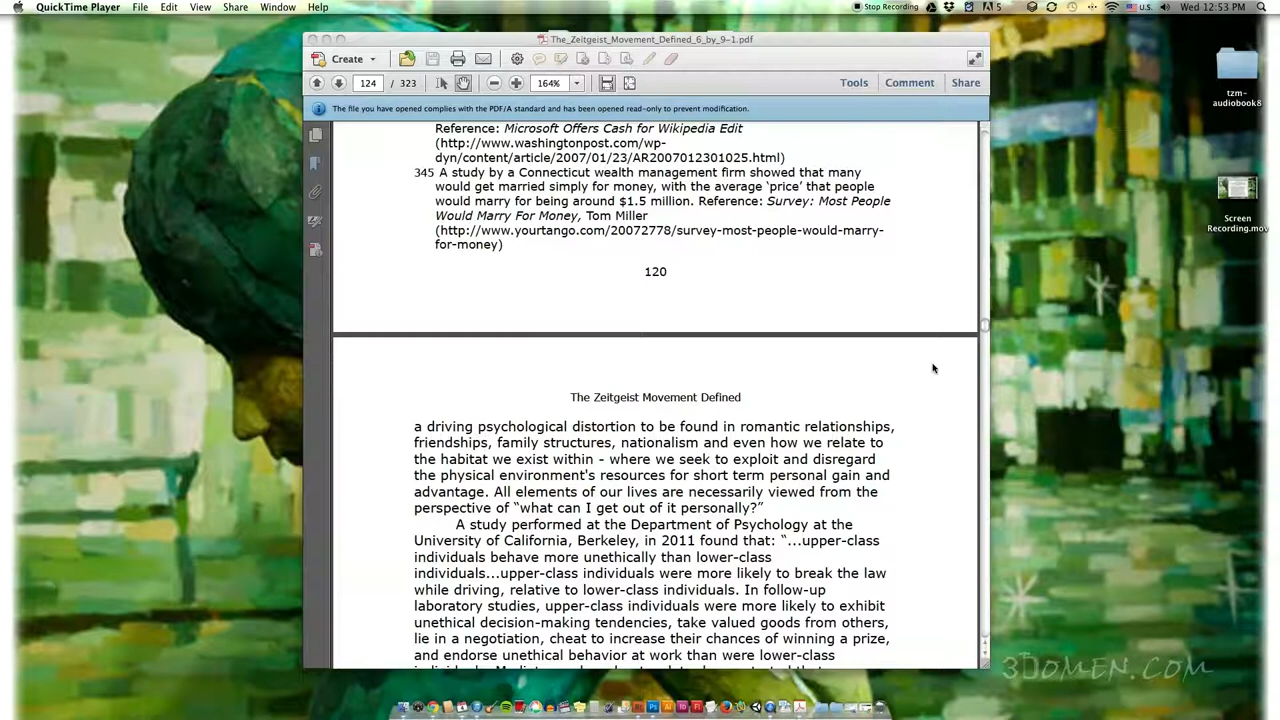 QuickTime Player File Edit View Share Window Help
Stop Recording 5 U.S. Wed 12:53 PM
The_Zeitgeist_Movement_Defined_6_by_9-1.pdf
Create
124 / 323 164% Tools Comment Share
The file you have opened complies with the PDF/A standard and has been opened read-only to prevent modification.
Reference: Microsoft Offers Cash for Wikipedia Edit
(http://www.washingtonpost.com/wp-
dyn/content/article/2007/01/23/AR2007012301025.html)
345 A study by a Connecticut wealth management firm showed that many
would get married simply for money, with the average ‘price’ that people
would marry for being around $1.5 million. Reference: Survey: Most People
Would Marry For Money, Tom Miller
(http://www.yourtango.com/20072778/survey-most-people-would-marry-
for-money)
120
The Zeitgeist Movement Defined
a driving psychological distortion to be found in romantic relationships,
friendships, family structures, nationalism and even how we relate to
the habitat we exist within - where we seek to exploit and disregard
the physical environment's resources for short term personal gain and
advantage. All elements of our lives are necessarily viewed from the
perspective of “what can I get out of it personally?”
A study performed at the Department of Psychology at the
University of California, Berkeley, in 2011 found that: “...upper-class
individuals behave more unethically than lower-class
individuals...upper-class individuals were more likely to break the law
while driving, relative to lower-class individuals. In follow-up
laboratory studies, upper-class individuals were more likely to exhibit
unethical decision-making tendencies, take valued goods from others,
lie in a negotiation, cheat to increase their chances of winning a prize,
and endorse unethical behavior at work than were lower-class
tzm-
audiobook8
Screen
Recording.mov
3DOMEN.COM